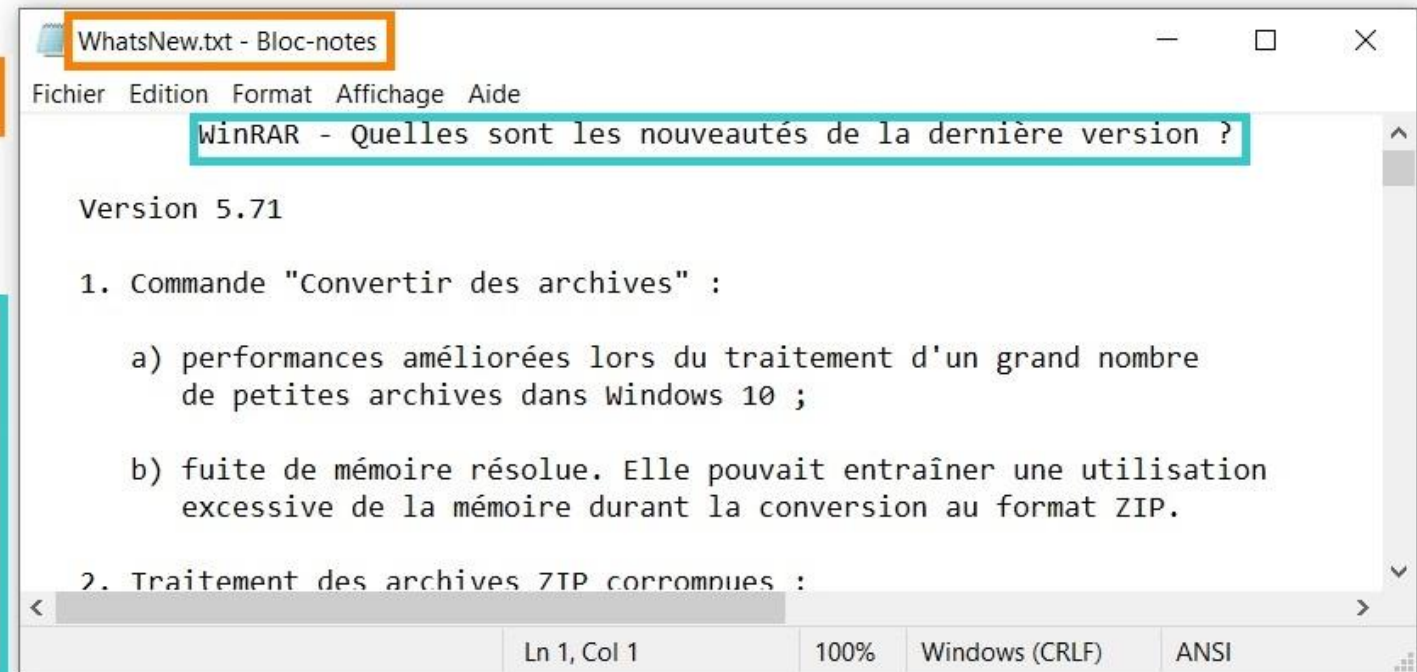 WhatsNew.txt - Bloc-notes
Fichier Edition Format Affichage Aide
WinRAR - Quelles sont les nouveautés de la dernière version ?
Version 5.71
1. Commande "Convertir des archives" :
a) performances améliorées lors du traitement d'un grand nombre
de petites archives dans Windows 10 ;
b) fuite de mémoire résolue. Elle pouvait entraîner une utilisation
excessive de la mémoire durant la conversion au format ZIP.
2. Traitement des archives ZIP corrompues :
Ln 1, Col 1 100% Windows (CRLF) ANSI